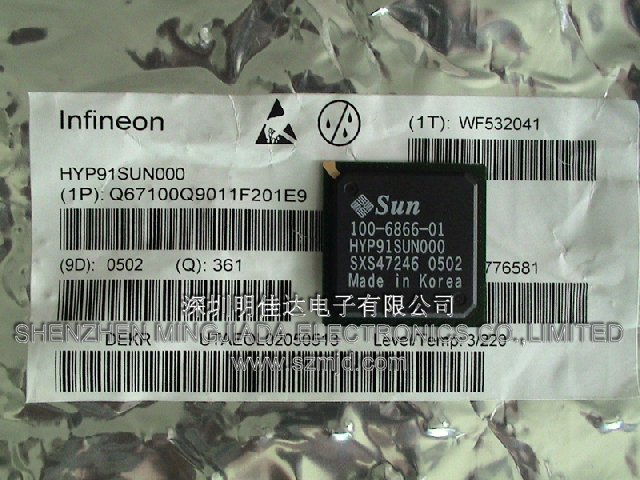 Infineon
(1T): WF532041
HYP91SUN000
(1P): Q67100Q9011F201E9
Sun
100-6866-01
HYP91SUN000
SXS47246 0502
Made in Korea
(9D): 0502 (Q): 361
776581
深圳明佳达电子有限公司
SHENZHEN MINGJIADA ELECTRONICS CO., LIMITED
DEKR UTAEOL02050513 Level/Temp: 3/220
www.szmjd.com